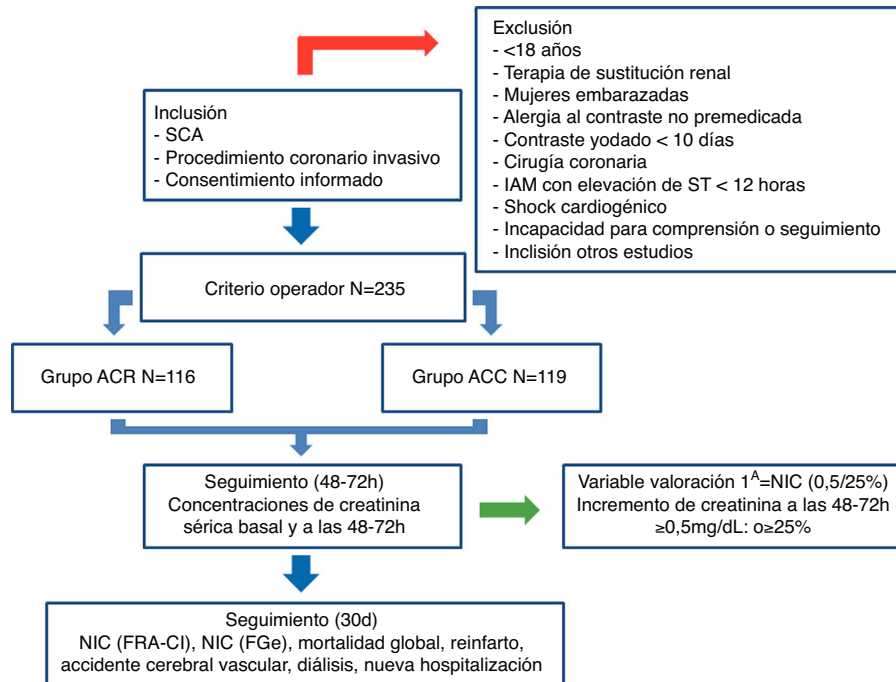 Exclusión
- <18 años
- Terapia de sustitución renal
- Mujeres embarazadas
- Alergia al contraste no premedicada
- Contraste yodado < 10 días
- Cirugía coronaria
- IAM con elevación de ST < 12 horas
- Shock cardiogénico
- Incapacidad para comprensión o seguimiento
- Inclisión otros estudios
Inclusión
- SCA
- Procedimiento coronario invasivo
- Consentimiento informado
Criterio operador N=235
Grupo ACR N=116
Grupo ACC N=119
Seguimiento (48-72h)
Concentraciones de creatinina
sérica basal y a las 48-72h
Variable valoración 1ᴬ=NIC (0,5/25%)
Incremento de creatinina a las 48-72h
≥0,5mg/dL: o≥25%
Seguimiento (30d)
NIC (FRA-CI), NIC (FGe), mortalidad global, reinfarto,
accidente cerebral vascular, diálisis, nueva hospitalización